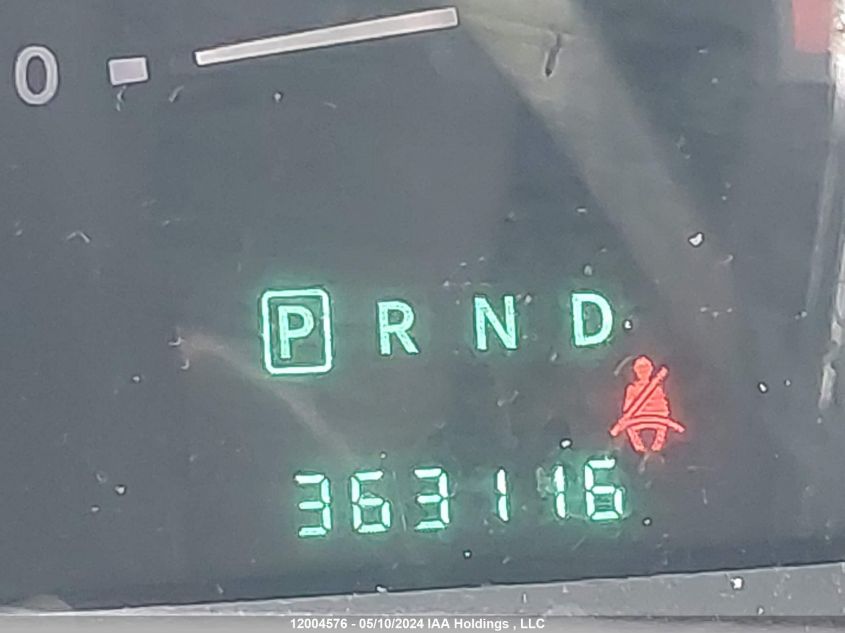 0
P R N D
363116
12004576 - 05/10/2024 IAA Holdings , LLC